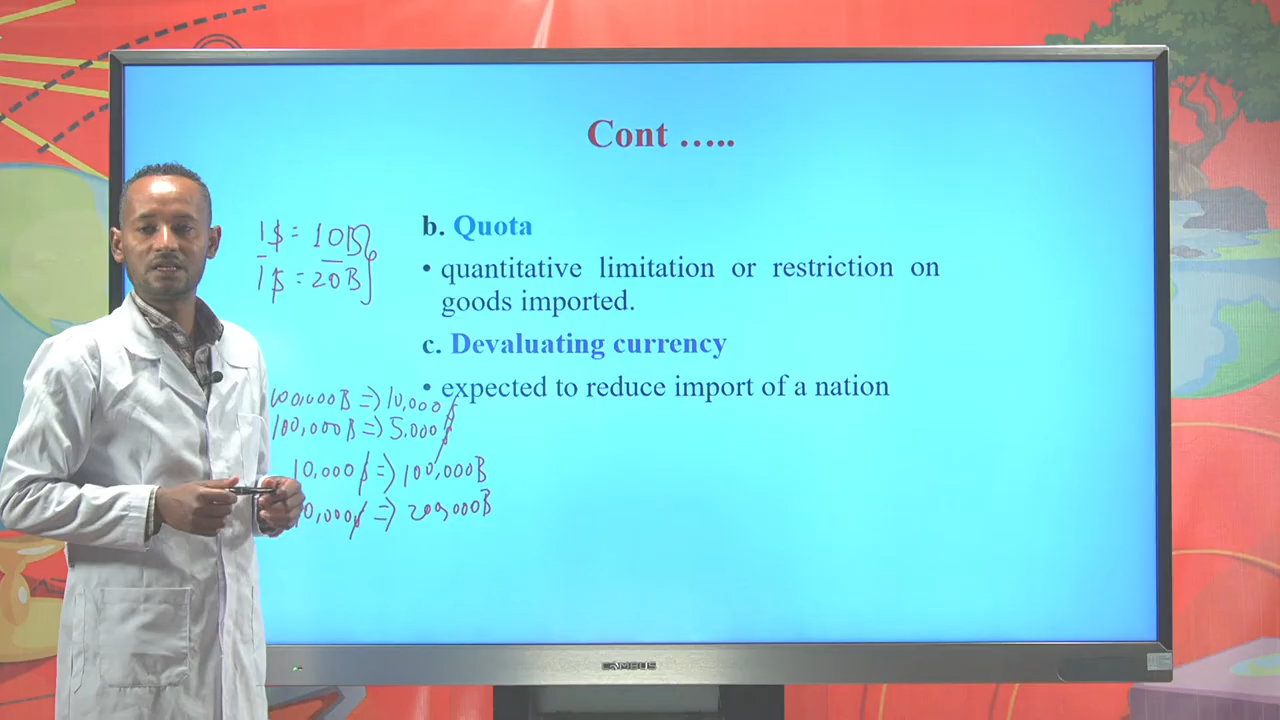 Cont …..
b. Quota
• quantitative limitation or restriction on
goods imported.
c. Devaluating currency
• expected to reduce import of a nation
1$ = 10B
1$ = 20B
100,000B => 10,000$
100,000B => 5,000$
10,000$ => 100,000B
10,000$ => 200,000B